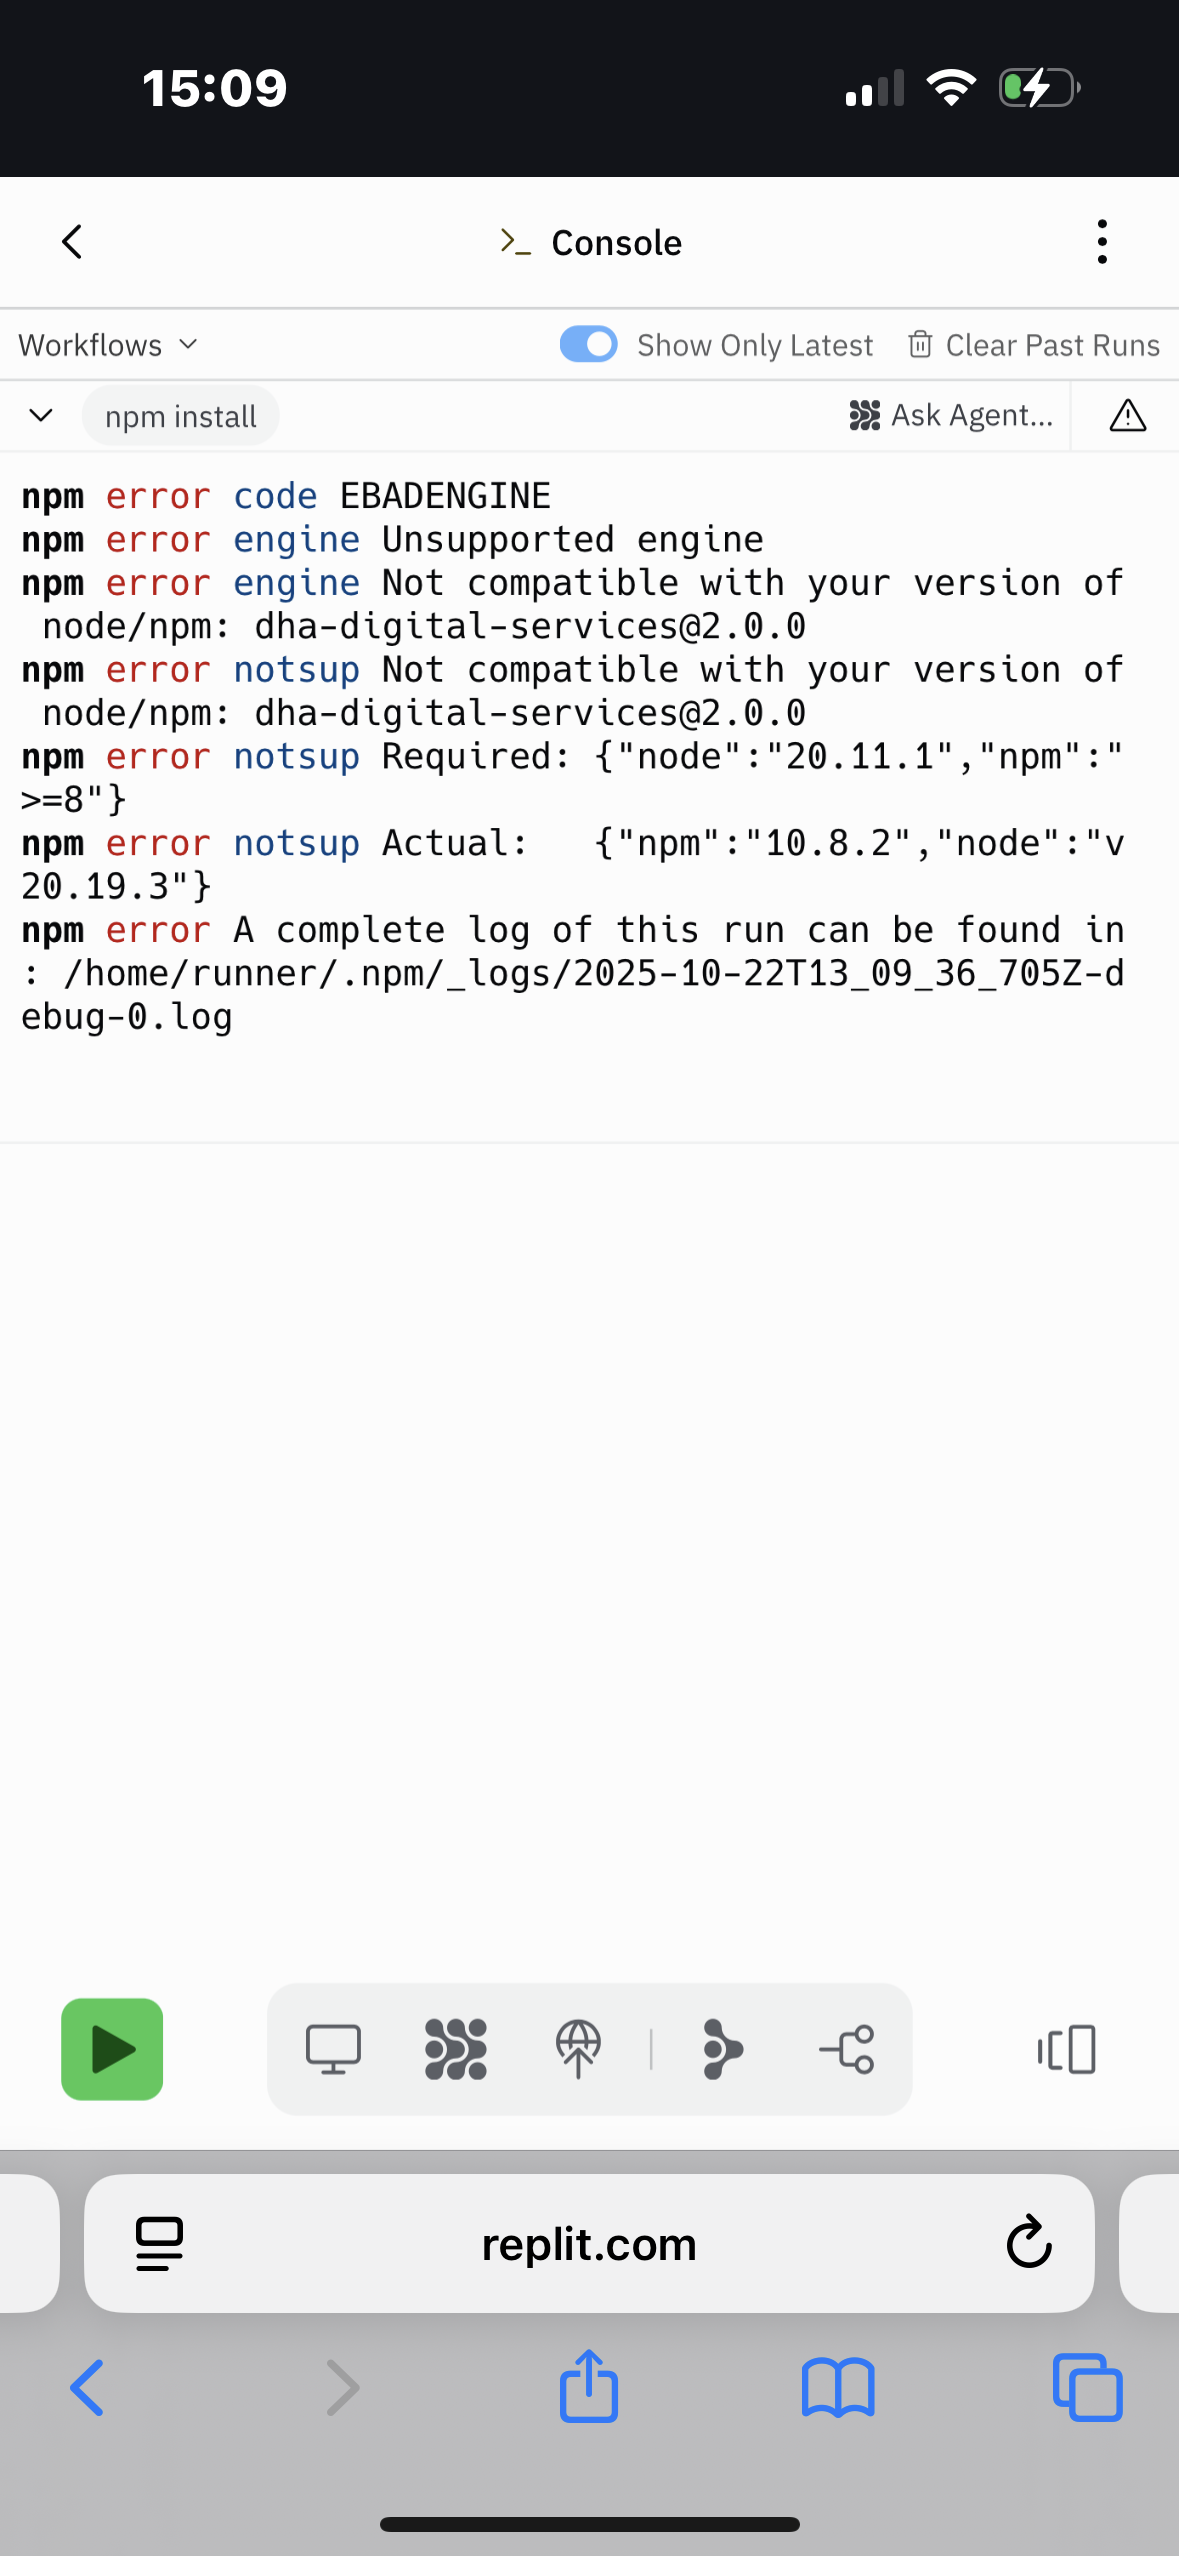 15:09
Console
Workflows
Show Only Latest
Clear Past Runs
npm install
Ask Agent...
npm error code EBADENGINE
npm error engine Unsupported engine
npm error engine Not compatible with your version of
node/npm: dha-digital-services@2.0.0
npm error notsup Not compatible with your version of
node/npm: dha-digital-services@2.0.0
npm error notsup Required: {"node":"20.11.1","npm":"
>=8"}
npm error notsup Actual:   {"npm":"10.8.2","node":"v
20.19.3"}
npm error A complete log of this run can be found in
: /home/runner/.npm/_logs/2025-10-22T13_09_36_705Z-d
ebug-0.log
replit.com